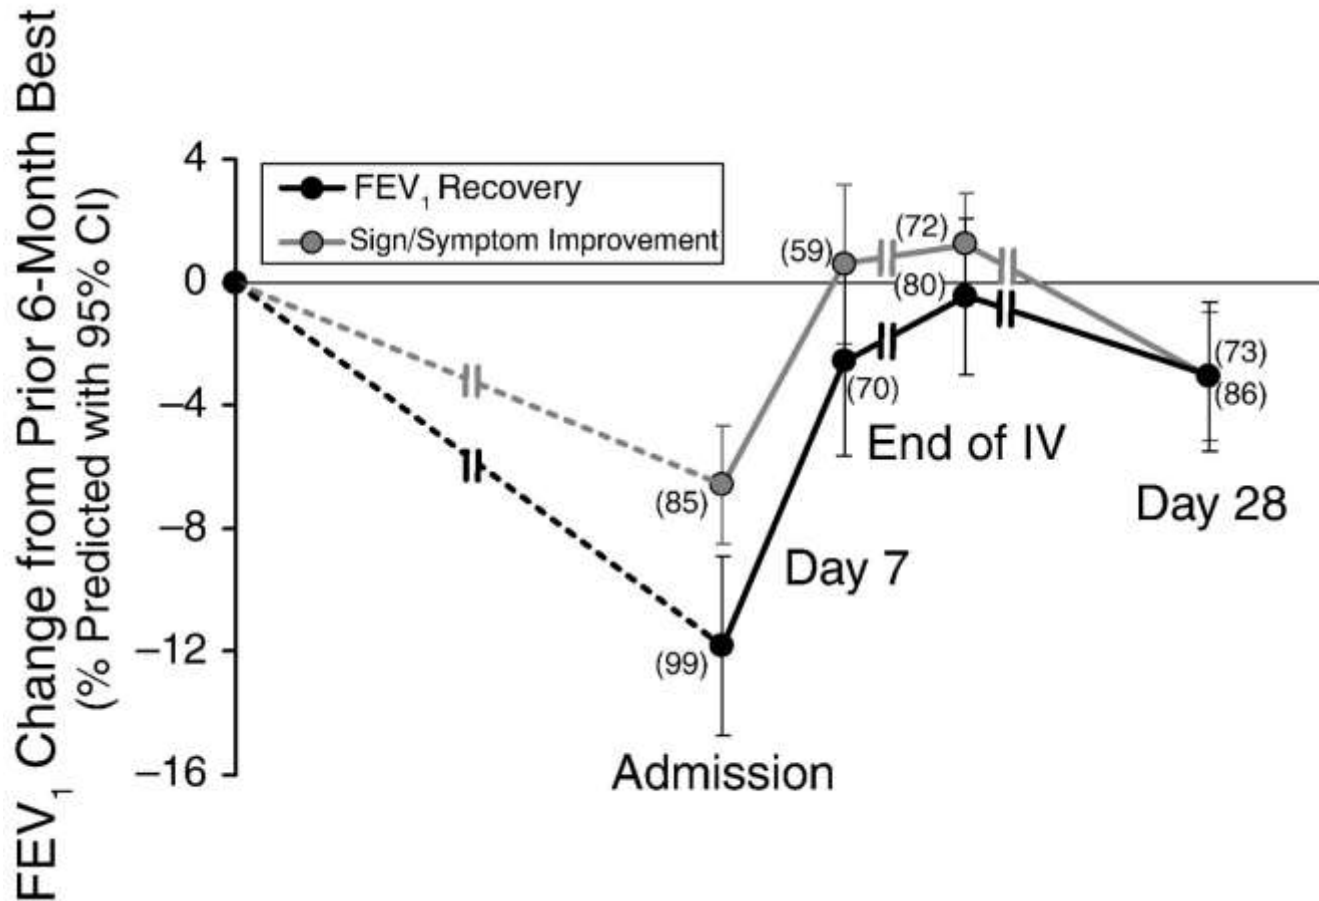 FEV₁ Change from Prior 6-Month Best
(% Predicted with 95% CI)
4
0
−4
−8
−12
−16
FEV₁ Recovery
Sign/Symptom Improvement
(59)
(72)
(80)
(70)
(73)
(86)
End of IV
Day 28
(85)
Day 7
(99)
Admission